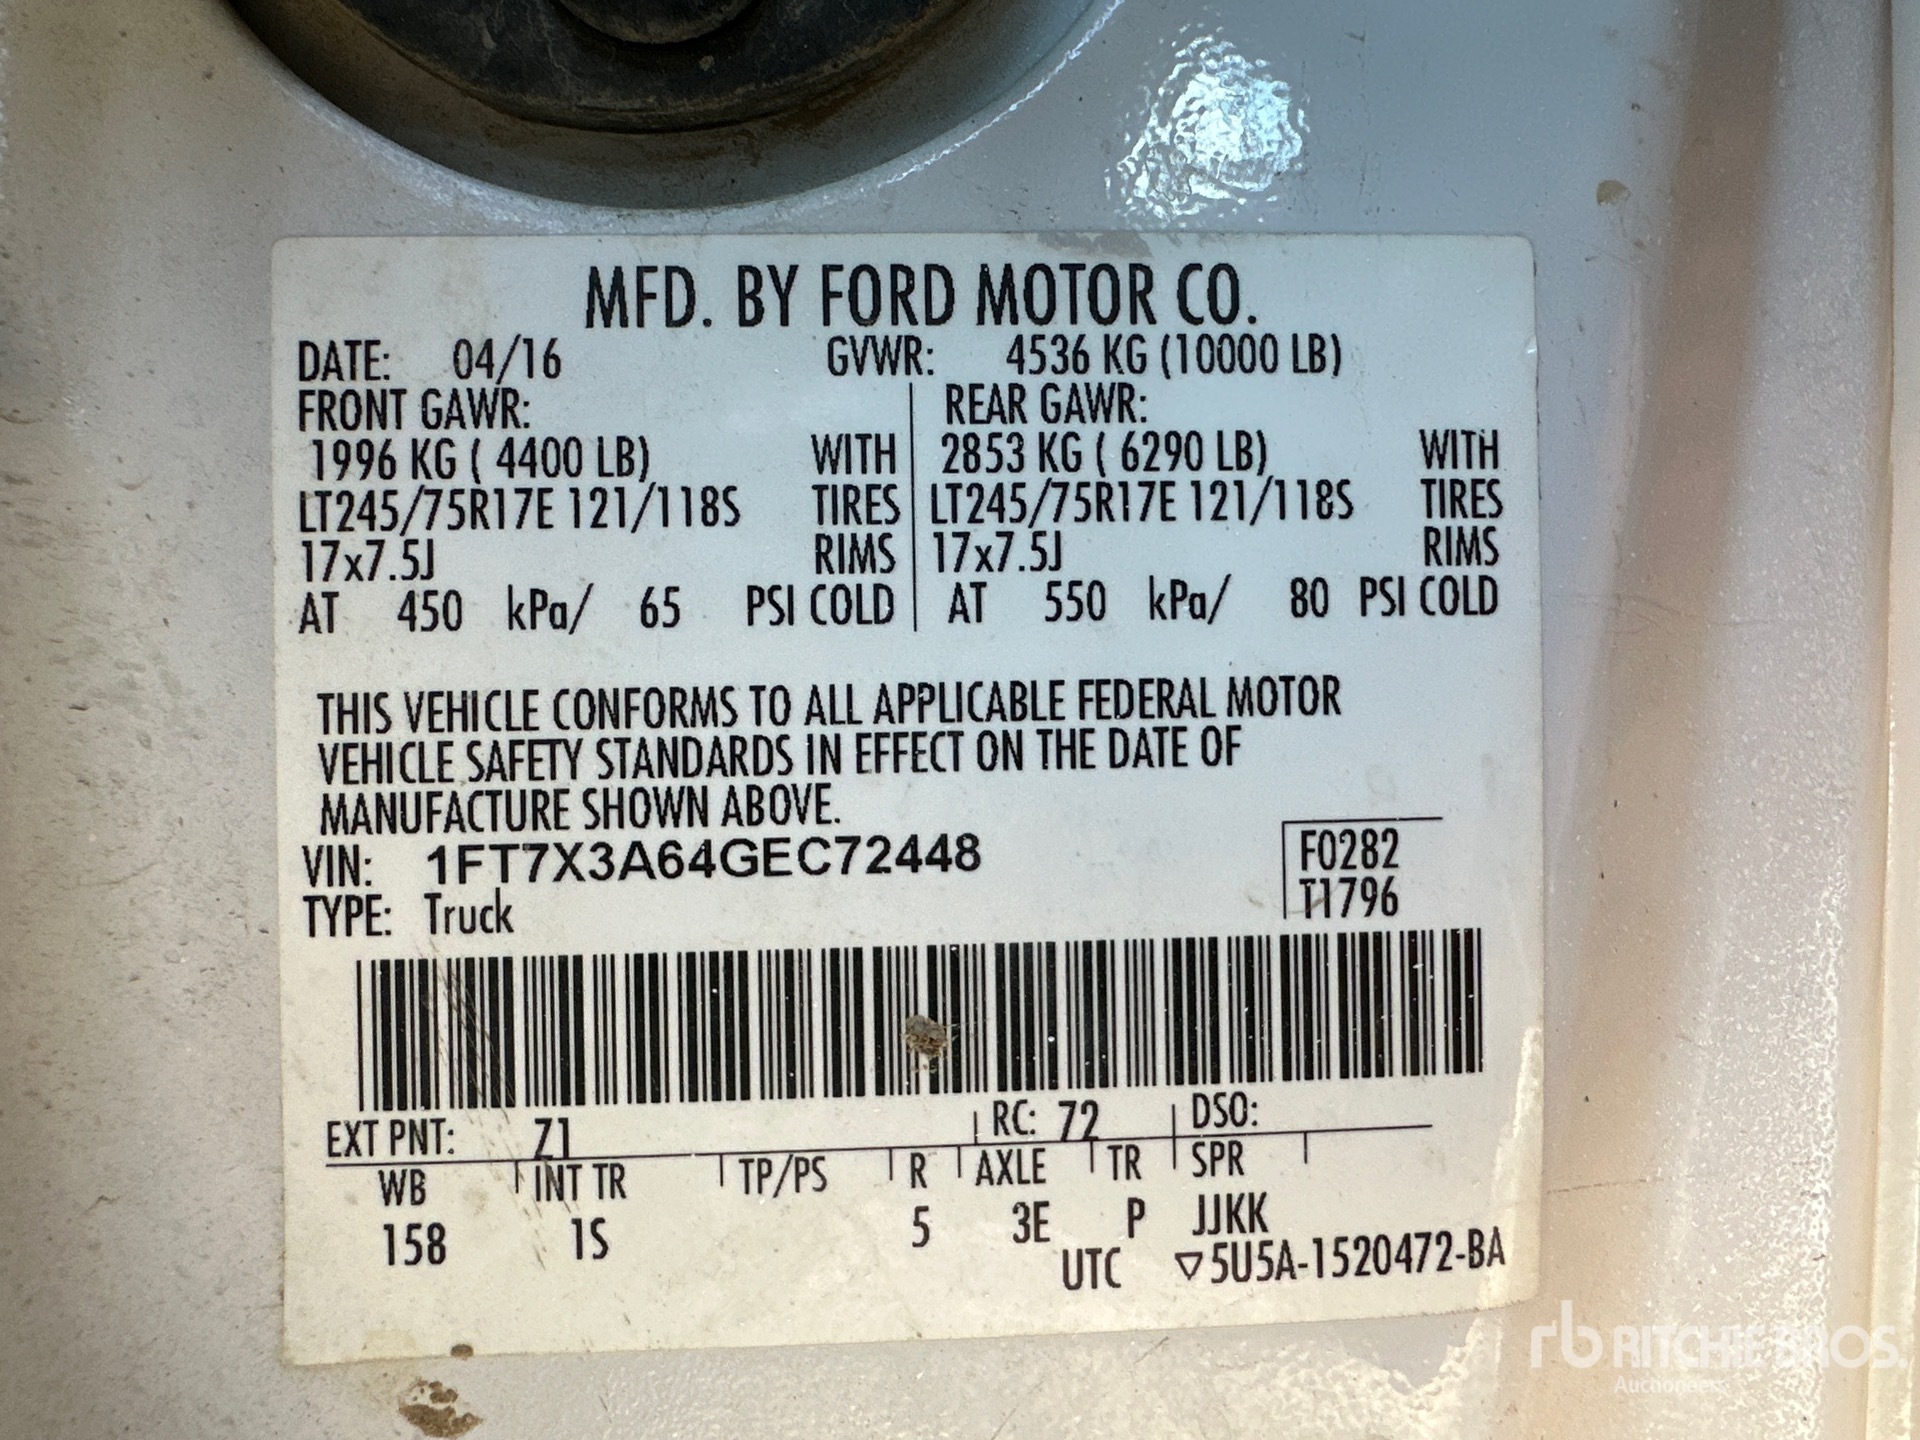 MFD. BY FORD MOTOR CO.
DATE: 04/16 GVWR: 4536 KG (10000 LB)
FRONT GAWR: REAR GAWR:
1996 KG ( 4400 LB) WITH 2853 KG ( 6290 LB) WITH
LT245/75R17E 121/118S TIRES LT245/75R17E 121/118S TIRES
17x7.5J RIMS 17x7.5J RIMS
AT 450 kPa/ 65 PSI COLD AT 550 kPa/ 80 PSI COLD
THIS VEHICLE CONFORMS TO ALL APPLICABLE FEDERAL MOTOR
VEHICLE SAFETY STANDARDS IN EFFECT ON THE DATE OF
MANUFACTURE SHOWN ABOVE.
VIN: 1FT7X3A64GEC72448 F0282
TYPE: Truck T1796
EXT PNT: Z1 RC: 72 DSO:
WB INT TR TP/PS R AXLE TR SPR
158 1S 5 3E P JJKK
UTC ▽5U5A-1520472-BA
rb RITCHIE BROS.
Auctioneers